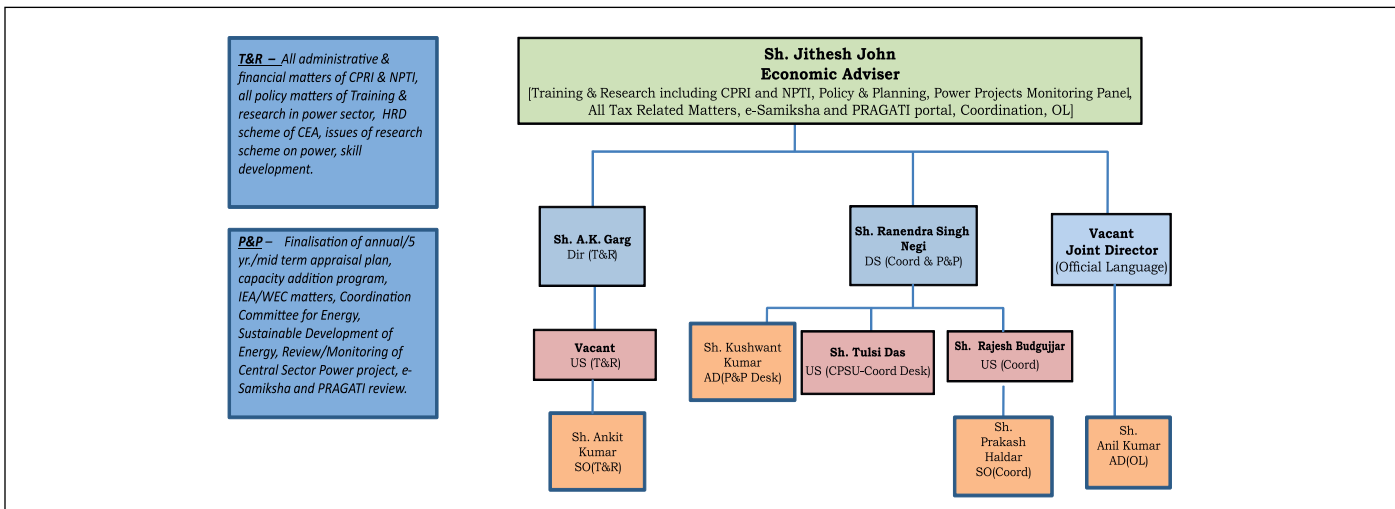 T&R – All administrative &
financial matters of CPRI & NPTI,
all policy matters of Training &
research in power sector, HRD
scheme of CEA, issues of research
scheme on power, skill
development.
P&P – Finalisation of annual/5
yr./mid term appraisal plan,
capacity addition program,
IEA/WEC matters, Coordination
Committee for Energy,
Sustainable Development of
Energy, Review/Monitoring of
Central Sector Power project, e-
Samiksha and PRAGATI review.
Sh. Jithesh John
Economic Adviser
[Training & Research including CPRI and NPTI, Policy & Planning, Power Projects Monitoring Panel,
All Tax Related Matters, e-Samiksha and PRAGATI portal, Coordination, OL]
Sh. A.K. Garg
Dir (T&R)
Sh. Ranendra Singh
Negi
DS (Coord & P&P)
Vacant
Joint Director
(Official Language)
Vacant
US (T&R)
Sh. Kushwant
Kumar
AD(P&P Desk)
Sh. Tulsi Das
US (CPSU-Coord Desk)
Sh. Rajesh Budgujjar
US (Coord)
Sh. Ankit
Kumar
SO(T&R)
Sh.
Prakash
Haldar
SO(Coord)
Sh.
Anil Kumar
AD(OL)